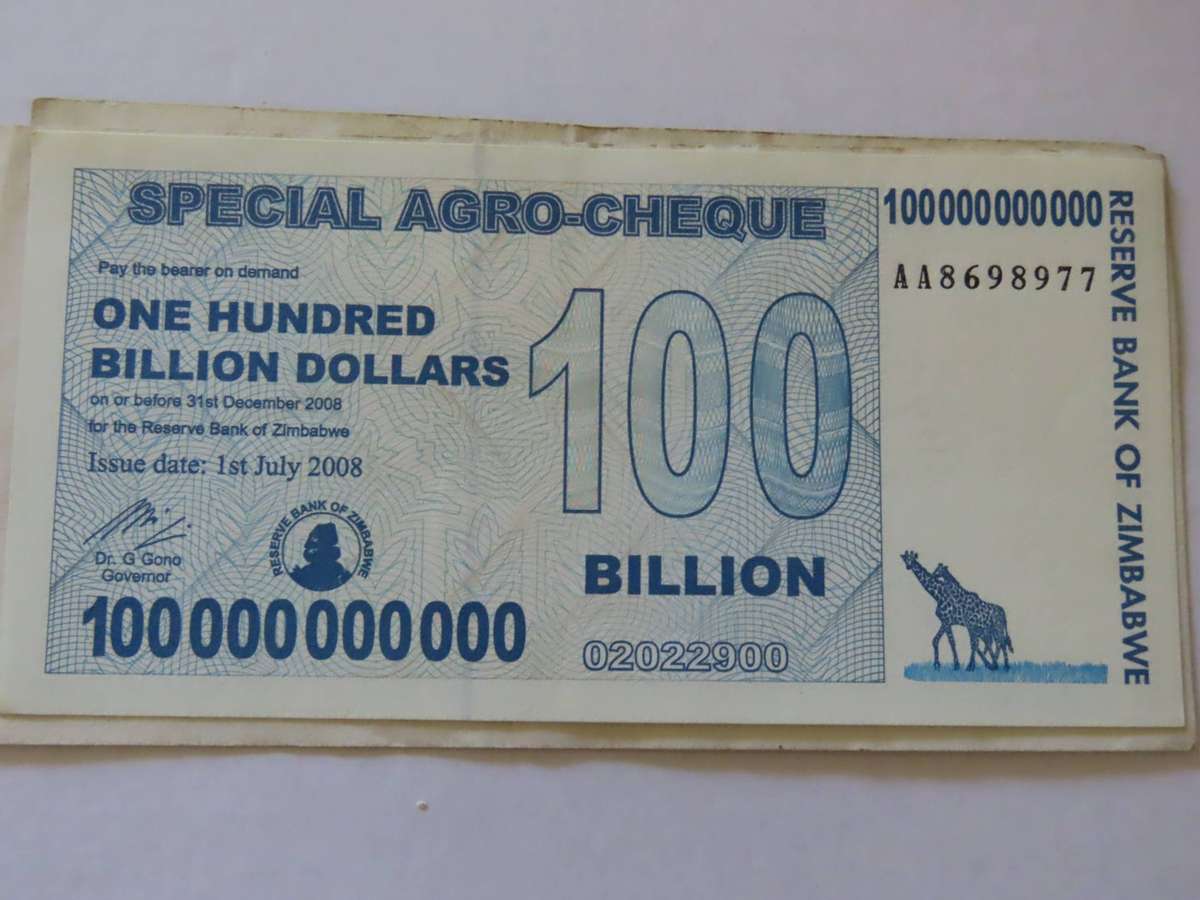 SPECIAL AGRO-CHEQUE
100000000000
AA8698977
Pay the bearer on demand
ONE HUNDRED
BILLION DOLLARS
on or before 31st December 2008
for the Reserve Bank of Zimbabwe
Issue date: 1st July 2008
100
BILLION
Dr. G Gono
Governor
RESERVE BANK OF ZIMBABWE
100000000000
02022900
RESERVE BANK OF ZIMBABWE